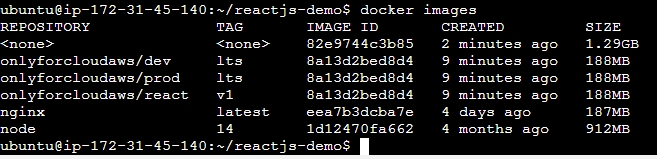 ubuntu@ip-172-31-45-140:~/reactjs-demo$ docker images
REPOSITORY TAG IMAGE ID CREATED SIZE
<none> <none> 82e9744c3b85 2 minutes ago 1.29GB
onlyforcloudaws/dev lts 8a13d2bed8d4 9 minutes ago 188MB
onlyforcloudaws/prod lts 8a13d2bed8d4 9 minutes ago 188MB
onlyforcloudaws/react v1 8a13d2bed8d4 9 minutes ago 188MB
nginx latest eea7b3dcba7e 4 days ago 187MB
node 14 1d12470fa662 4 months ago 912MB
ubuntu@ip-172-31-45-140:~/reactjs-demo$